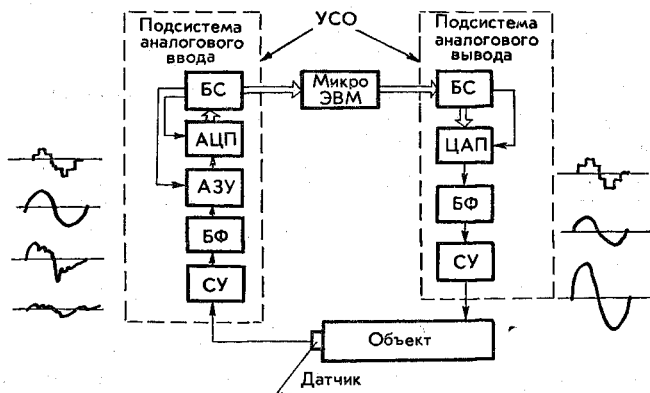 Подсистема
аналогового
ввода
УСО
Подсистема
аналогового
вывода
БС
Микро
ЭВМ
БС
АЦП
ЦАП
АЗУ
БФ
БФ
СУ
СУ
Объект
Датчик